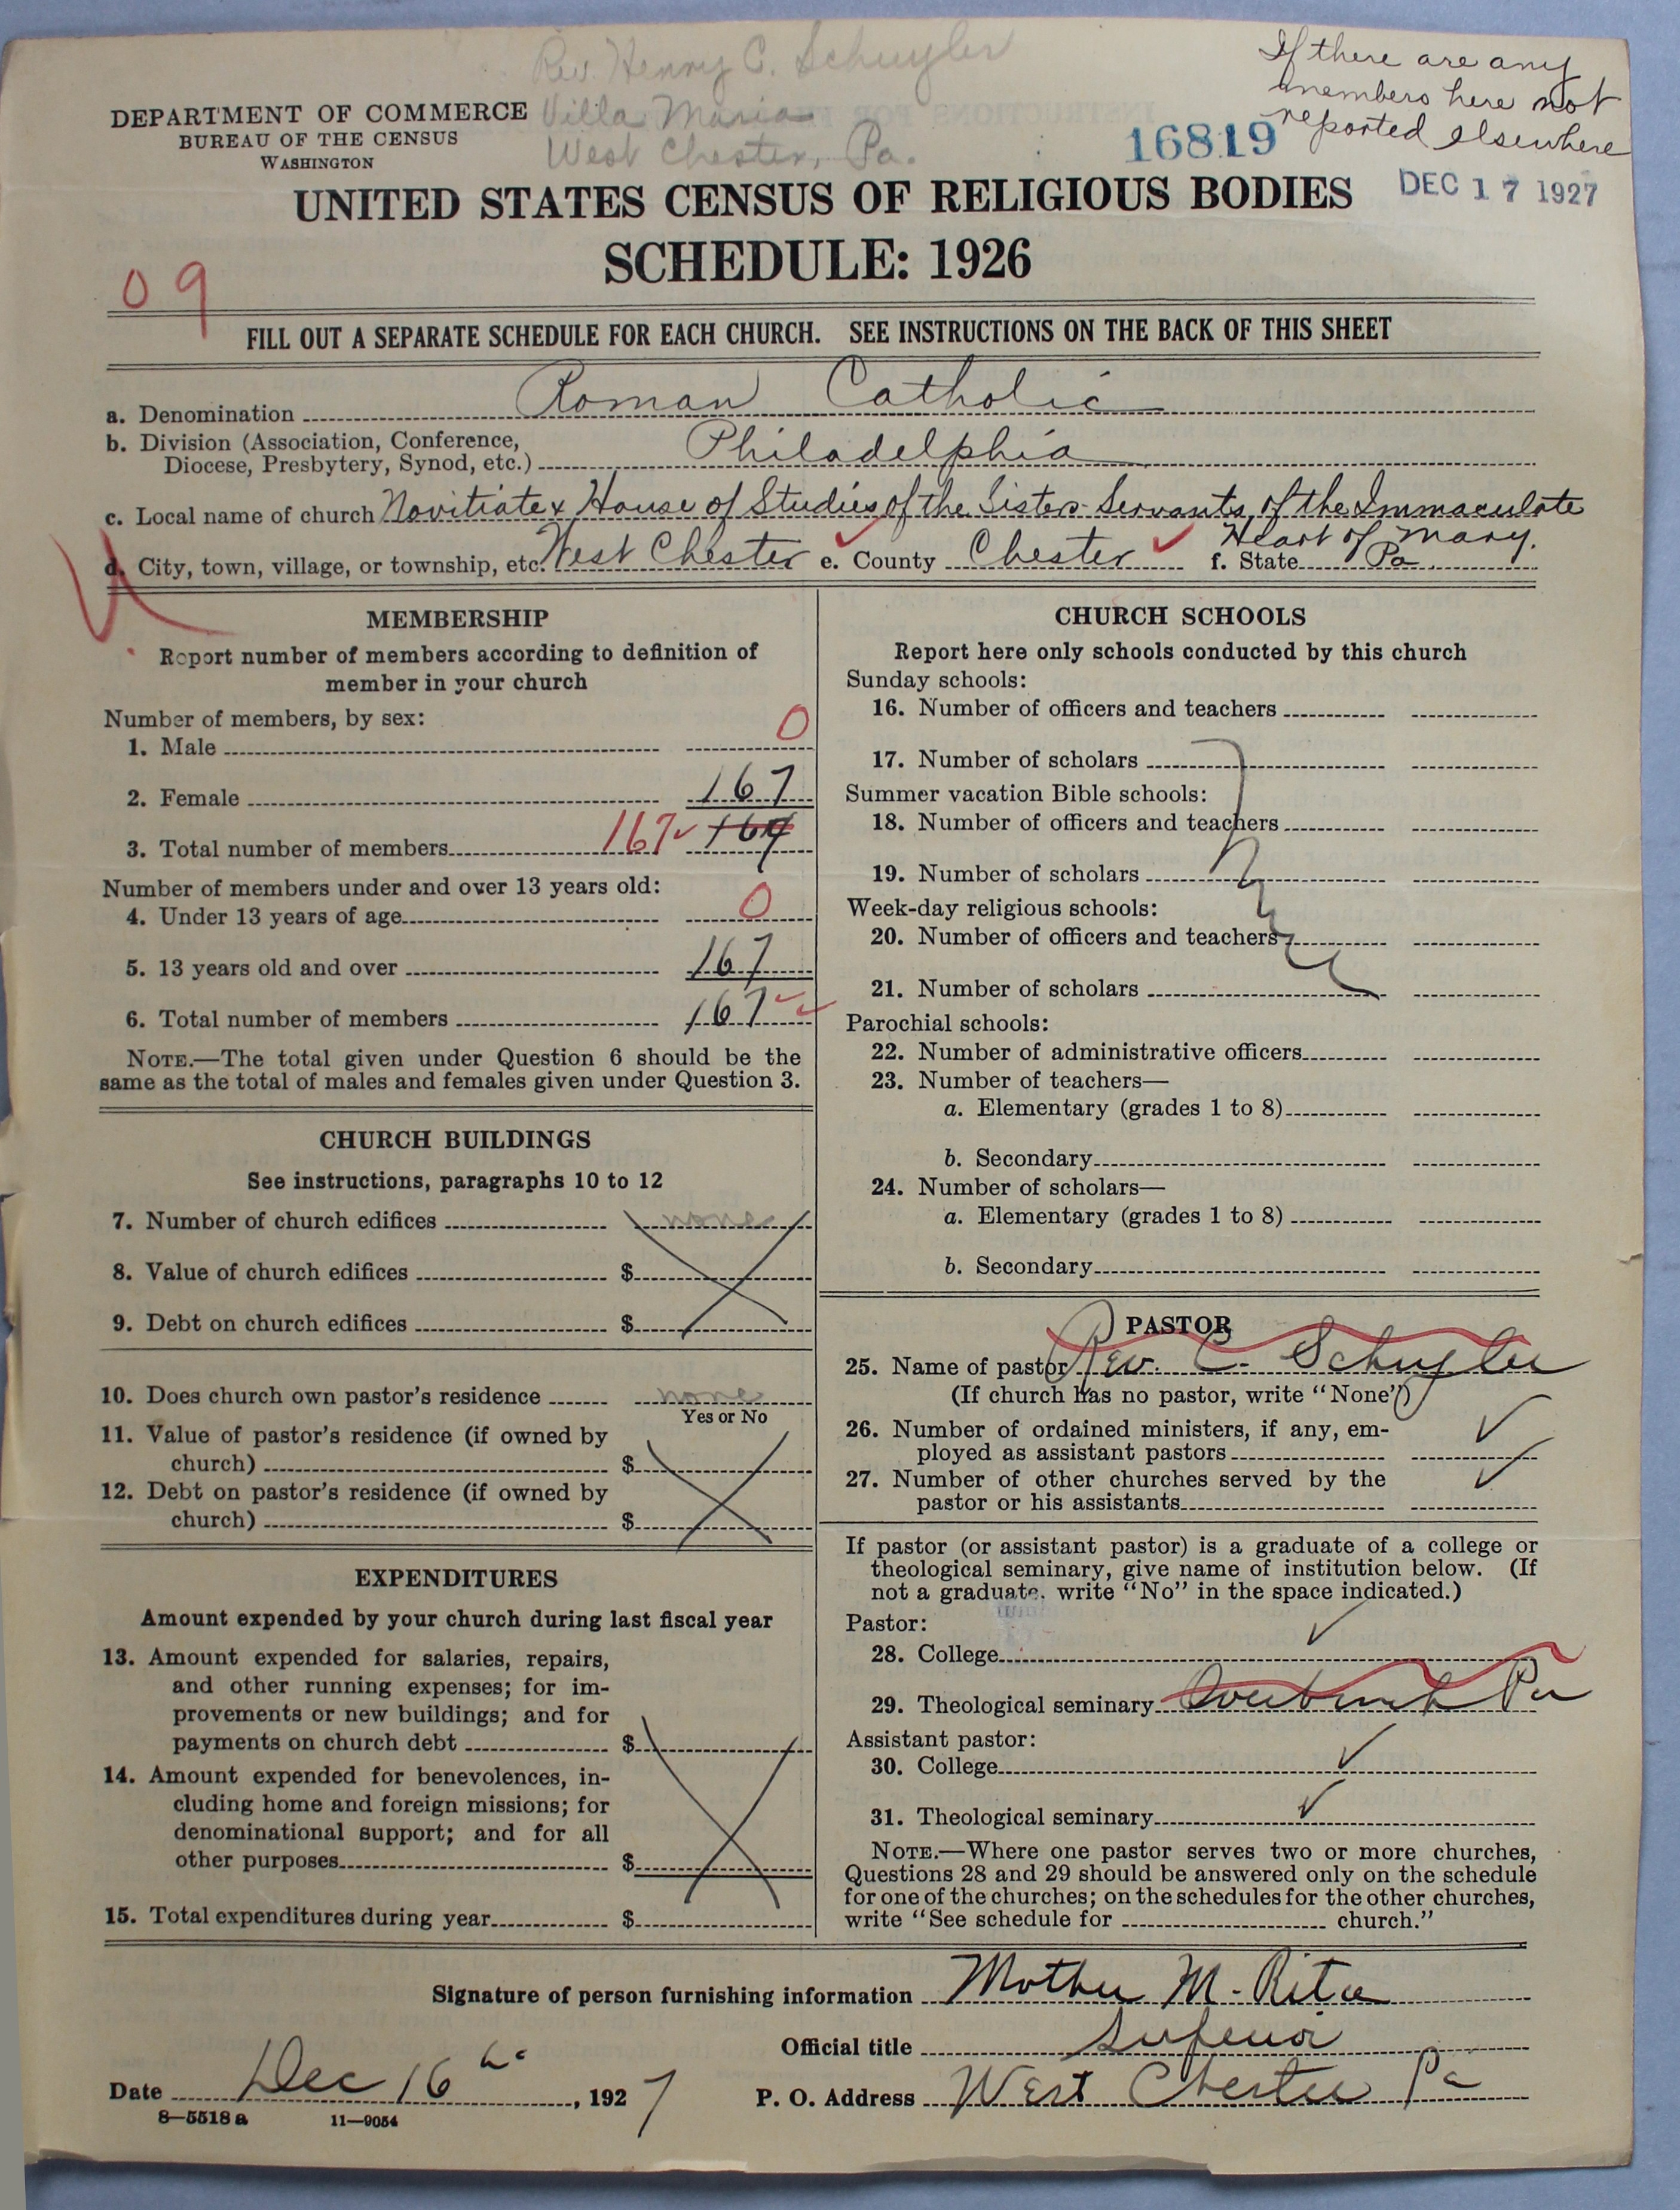 Rev. Henry C. Schuyler
Villa Maria
West Chester, Pa.
If there are any
members here not
reported elsewhere
DEPARTMENT OF COMMERCE
BUREAU OF THE CENSUS
WASHINGTON
16819
DEC 17 1927
UNITED STATES CENSUS OF RELIGIOUS BODIES
SCHEDULE: 1926
09
FILL OUT A SEPARATE SCHEDULE FOR EACH CHURCH. SEE INSTRUCTIONS ON THE BACK OF THIS SHEET
a. Denomination Roman Catholic
b. Division (Association, Conference,
Diocese, Presbytery, Synod, etc.) Philadelphia
c. Local name of church Novitiate & House of Studies of the Sister Servants of the Immaculate
Heart of Mary.
d. City, town, village, or township, etc. West Chester e. County Chester f. State Pa
MEMBERSHIP
Report number of members according to definition of
member in your church
Number of members, by sex:
1. Male 0
2. Female 167
3. Total number of members 167 164
Number of members under and over 13 years old:
4. Under 13 years of age 0
5. 13 years old and over 167
6. Total number of members 167
NOTE.—The total given under Question 6 should be the
same as the total of males and females given under Question 3.
CHURCH BUILDINGS
See instructions, paragraphs 10 to 12
7. Number of church edifices none
8. Value of church edifices $
9. Debt on church edifices $
10. Does church own pastor's residence none
Yes or No
11. Value of pastor's residence (if owned by
church) $
12. Debt on pastor's residence (if owned by
church) $
EXPENDITURES
Amount expended by your church during last fiscal year
13. Amount expended for salaries, repairs,
and other running expenses; for im-
provements or new buildings; and for
payments on church debt $
14. Amount expended for benevolences, in-
cluding home and foreign missions; for
denominational support; and for all
other purposes $
15. Total expenditures during year $
CHURCH SCHOOLS
Report here only schools conducted by this church
Sunday schools:
16. Number of officers and teachers
17. Number of scholars
Summer vacation Bible schools:
18. Number of officers and teachers
19. Number of scholars
Week-day religious schools:
20. Number of officers and teachers
21. Number of scholars
Parochial schools:
22. Number of administrative officers
23. Number of teachers—
a. Elementary (grades 1 to 8)
b. Secondary
24. Number of scholars—
a. Elementary (grades 1 to 8)
b. Secondary
PASTOR
25. Name of pastor Rev. C. Schuyler
(If church has no pastor, write "None")
26. Number of ordained ministers, if any, em-
ployed as assistant pastors
27. Number of other churches served by the
pastor or his assistants
If pastor (or assistant pastor) is a graduate of a college or
theological seminary, give name of institution below. (If
not a graduate, write "No" in the space indicated.)
Pastor:
28. College
29. Theological seminary Overbrook Pa
Assistant pastor:
30. College
31. Theological seminary
NOTE.—Where one pastor serves two or more churches,
Questions 28 and 29 should be answered only on the schedule
for one of the churches; on the schedules for the other churches,
write "See schedule for church."
Signature of person furnishing information Mother M. Rita
Official title Superior
Date Dec 16, 1927
P. O. Address West Chester Pa
8—5518a 11—9054